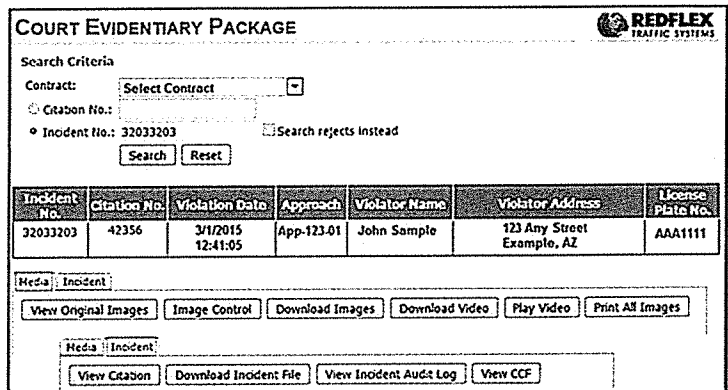 COURT EVIDENTIARY PACKAGE
REDFLEX
TRAFFIC SYSTEMS
Search Criteria
Contract: Select Contract
Citation No.:
Incident No.: 32033203 Search rejects instead
Search Reset
Incident No. Citation No. Violation Date Approach Violator Name Violator Address License Plate No.
32033203 42356 3/1/2015 12:41:05 App-123-01 John Sample 123 Any Street Example, AZ AAA1111
Media Incident
View Original Images Image Control Download Images Download Video Play Video Print All Images
Media Incident
View Citation Download Incident File View Incident Audit Log View CCF